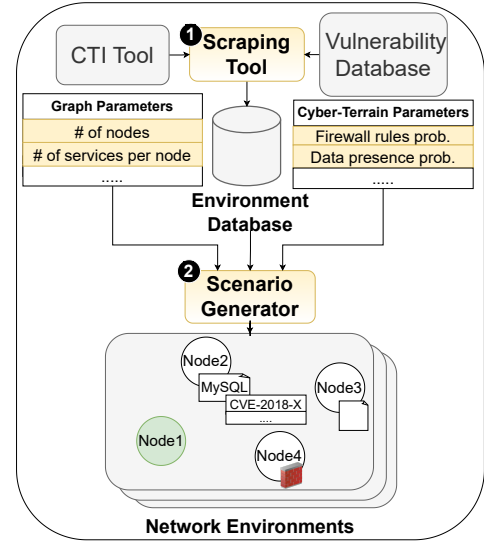 1
CTI Tool
Scraping
Tool
Vulnerability
Database
Graph Parameters
# of nodes
# of services per node
.....
Cyber-Terrain Parameters
Firewall rules prob.
Data presence prob.
.....
Environment
Database
2
Scenario
Generator
Node2
MySQL
CVE-2018-X
....
Node3
Node1
Node4
Network Environments